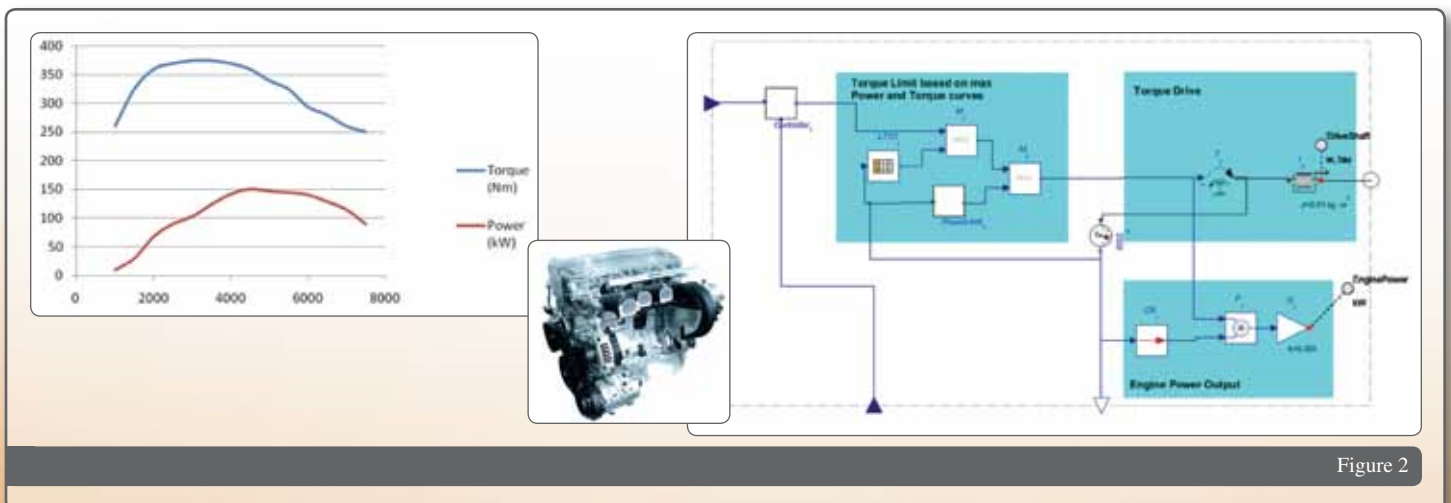 400
350
300
250
200
150
100
50
0
0 2000 4000 6000 8000
Torque
(Nm)
Power
(kW)
Torque Limit based on max
Power and Torque curves
Torque Drive
DriveShaft
EnginePower
kW
Engine Power Output
Figure 2